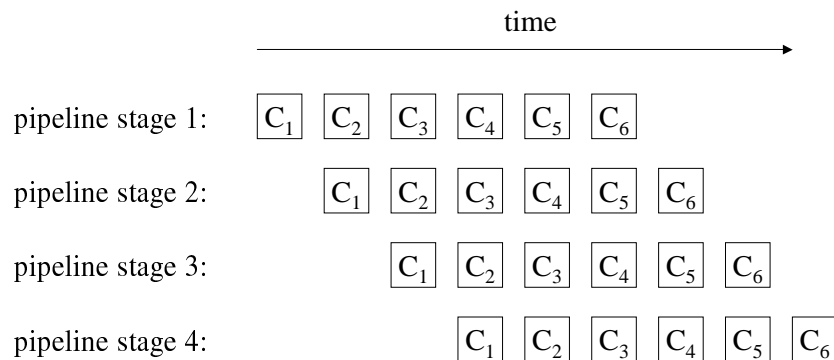 time
pipeline stage 1: C1 C2 C3 C4 C5 C6
pipeline stage 2: C1 C2 C3 C4 C5 C6
pipeline stage 3: C1 C2 C3 C4 C5 C6
pipeline stage 4: C1 C2 C3 C4 C5 C6